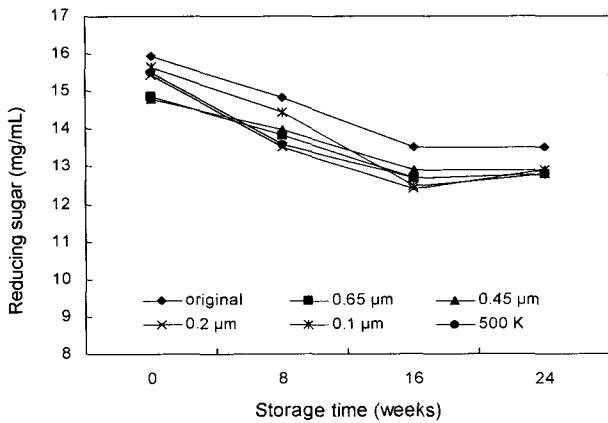 17
16
15
14
13
12
11
10
9
8
Reducing sugar (mg/mL)
original
0.65 µm
0.45 µm
0.2 µm
0.1 µm
500 K
0
8
16
24
Storage time (weeks)